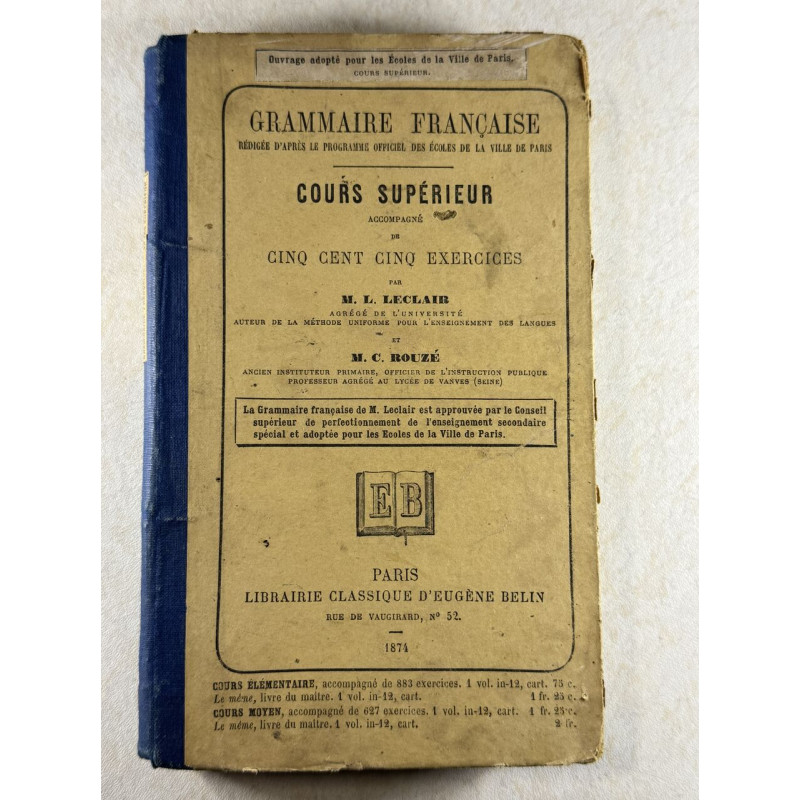 Ouvrage adopté pour les Écoles de la Ville de Paris.
COURS SUPÉRIEUR.
GRAMMAIRE FRANÇAISE
RÉDIGÉE D'APRÈS LE PROGRAMME OFFICIEL DES ÉCOLES DE LA VILLE DE PARIS
COURS SUPÉRIEUR
ACCOMPAGNÉ
DE
CINQ CENT CINQ EXERCICES
PAR
M. L. LECLAIR
AGRÉGÉ DE L'UNIVERSITÉ
AUTEUR DE LA MÉTHODE UNIFORME POUR L'ENSEIGNEMENT DES LANGUES
ET
M. C. ROUZÉ
ANCIEN INSTITUTEUR PRIMAIRE, OFFICIER DE L'INSTRUCTION PUBLIQUE
PROFESSEUR AGRÉGÉ AU LYCÉE DE VANVES (SEINE)
La Grammaire française de M. Leclair est approuvée par le Conseil
supérieur de perfectionnement de l'enseignement secondaire
spécial et adoptée pour les Ecoles de la Ville de Paris.
EB
PARIS
LIBRAIRIE CLASSIQUE D'EUGÈNE BELIN
RUE DE VAUGIRARD, Nº 52.
1874
COURS ÉLÉMENTAIRE, accompagné de 883 exercices. 1 vol. in-12, cart. 75 c.
Le même, livre du maître. 1 vol. in-12, cart. 1 fr. 25 c.
COURS MOYEN, accompagné de 627 exercices. 1 vol. in-12, cart. 1 fr. 25 c.
Le même, livre du maître. 1 vol. in-12, cart. 2 fr.